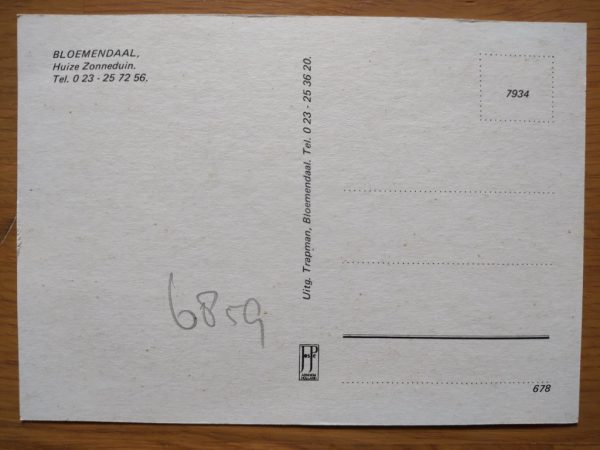 BLOEMENDAAL,
Huize Zonneduin.
Tel. 0 23 - 25 72 56.
Uitg. Trapman, Bloemendaal. Tel. 0 23 - 25 36 20.
7934
6859
678